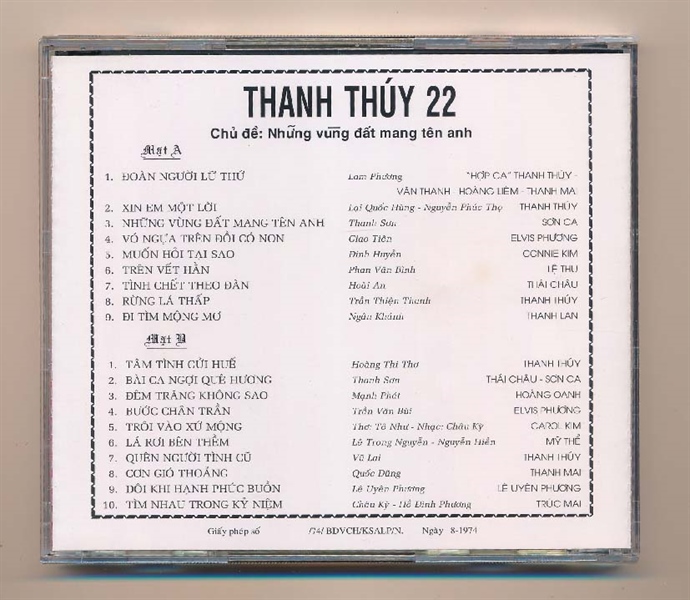 THANH THÚY 22
Chủ đề: Những vững đất mang tên anh
Mặt A
1. ĐOÀN NGƯỜI LỮ THỨ Lam Phương "HỢP CA" THANH THÚY -
VÂN THANH - HOÀNG LIÊM - THANH MAI
2. XIN EM MỘT LỜI Lại Quốc Hùng - Nguyễn Phúc Thọ THANH THÚY
3. NHỮNG VÙNG ĐẤT MANG TÊN ANH Thanh Sơn SƠN CA
4. VÓ NGỰA TRÊN ĐỒI CỎ NON Giao Tiên ELVIS PHƯƠNG
5. MUỐN HỎI TẠI SAO Đinh Huyền CONNIE KIM
6. TRÊN VẾT HẰN Phan Văn Bình LỆ THU
7. TÌNH CHẾT THEO ĐÀN Hoài An THÁI CHÂU
8. RỪNG LÁ THẤP Trần Thiện Thanh THANH THÚY
9. ĐI TÌM MỘNG MƠ Ngân Khánh THANH LAN
Mặt B
1. TÂM TÌNH GỬI HUẾ Hoàng Thi Thơ THANH THÚY
2. BÀI CA NGỢI QUÊ HƯƠNG Thanh Sơn THÁI CHÂU - SƠN CA
3. ĐÊM TRĂNG KHÔNG SAO Mạnh Phát HOÀNG OANH
4. BƯỚC CHÂN TRẦN Trần Văn Bùi ELVIS PHƯƠNG
5. TRÔI VÀO XỨ MỘNG Thơ: Tô Như - Nhạc: Châu Kỳ CAROL KIM
6. LÁ RƠI BÊN THỀM Lê Trọng Nguyễn - Nguyễn Hiền MỸ THỂ
7. QUÊN NGƯỜI TÌNH CŨ Vũ Lai THANH THÚY
8. CƠN GIÓ THOẢNG Quốc Dũng THANH MAI
9. ĐÔI KHI HẠNH PHÚC BUỒN Lê Uyên Phương LÊ UYÊN PHƯƠNG
10. TÌM NHAU TRONG KỶ NIỆM Châu Kỳ - Hồ Đình Phương TRÚC MAI
Giấy phép số /74/ BDVCH/KSALP/N. Ngày 8-1974